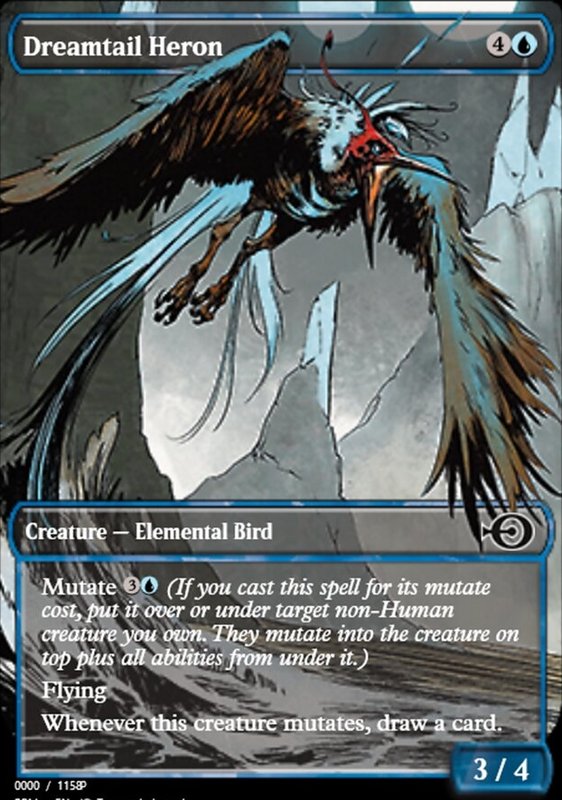 Dreamtail Heron 4
Creature — Elemental Bird
Mutate 3 (If you cast this spell for its mutate
cost, put it over or under target non-Human
creature you own. They mutate into the creature on
top plus all abilities from under it.)
Flying
Whenever this creature mutates, draw a card.
3 / 4
0000 / 1158P